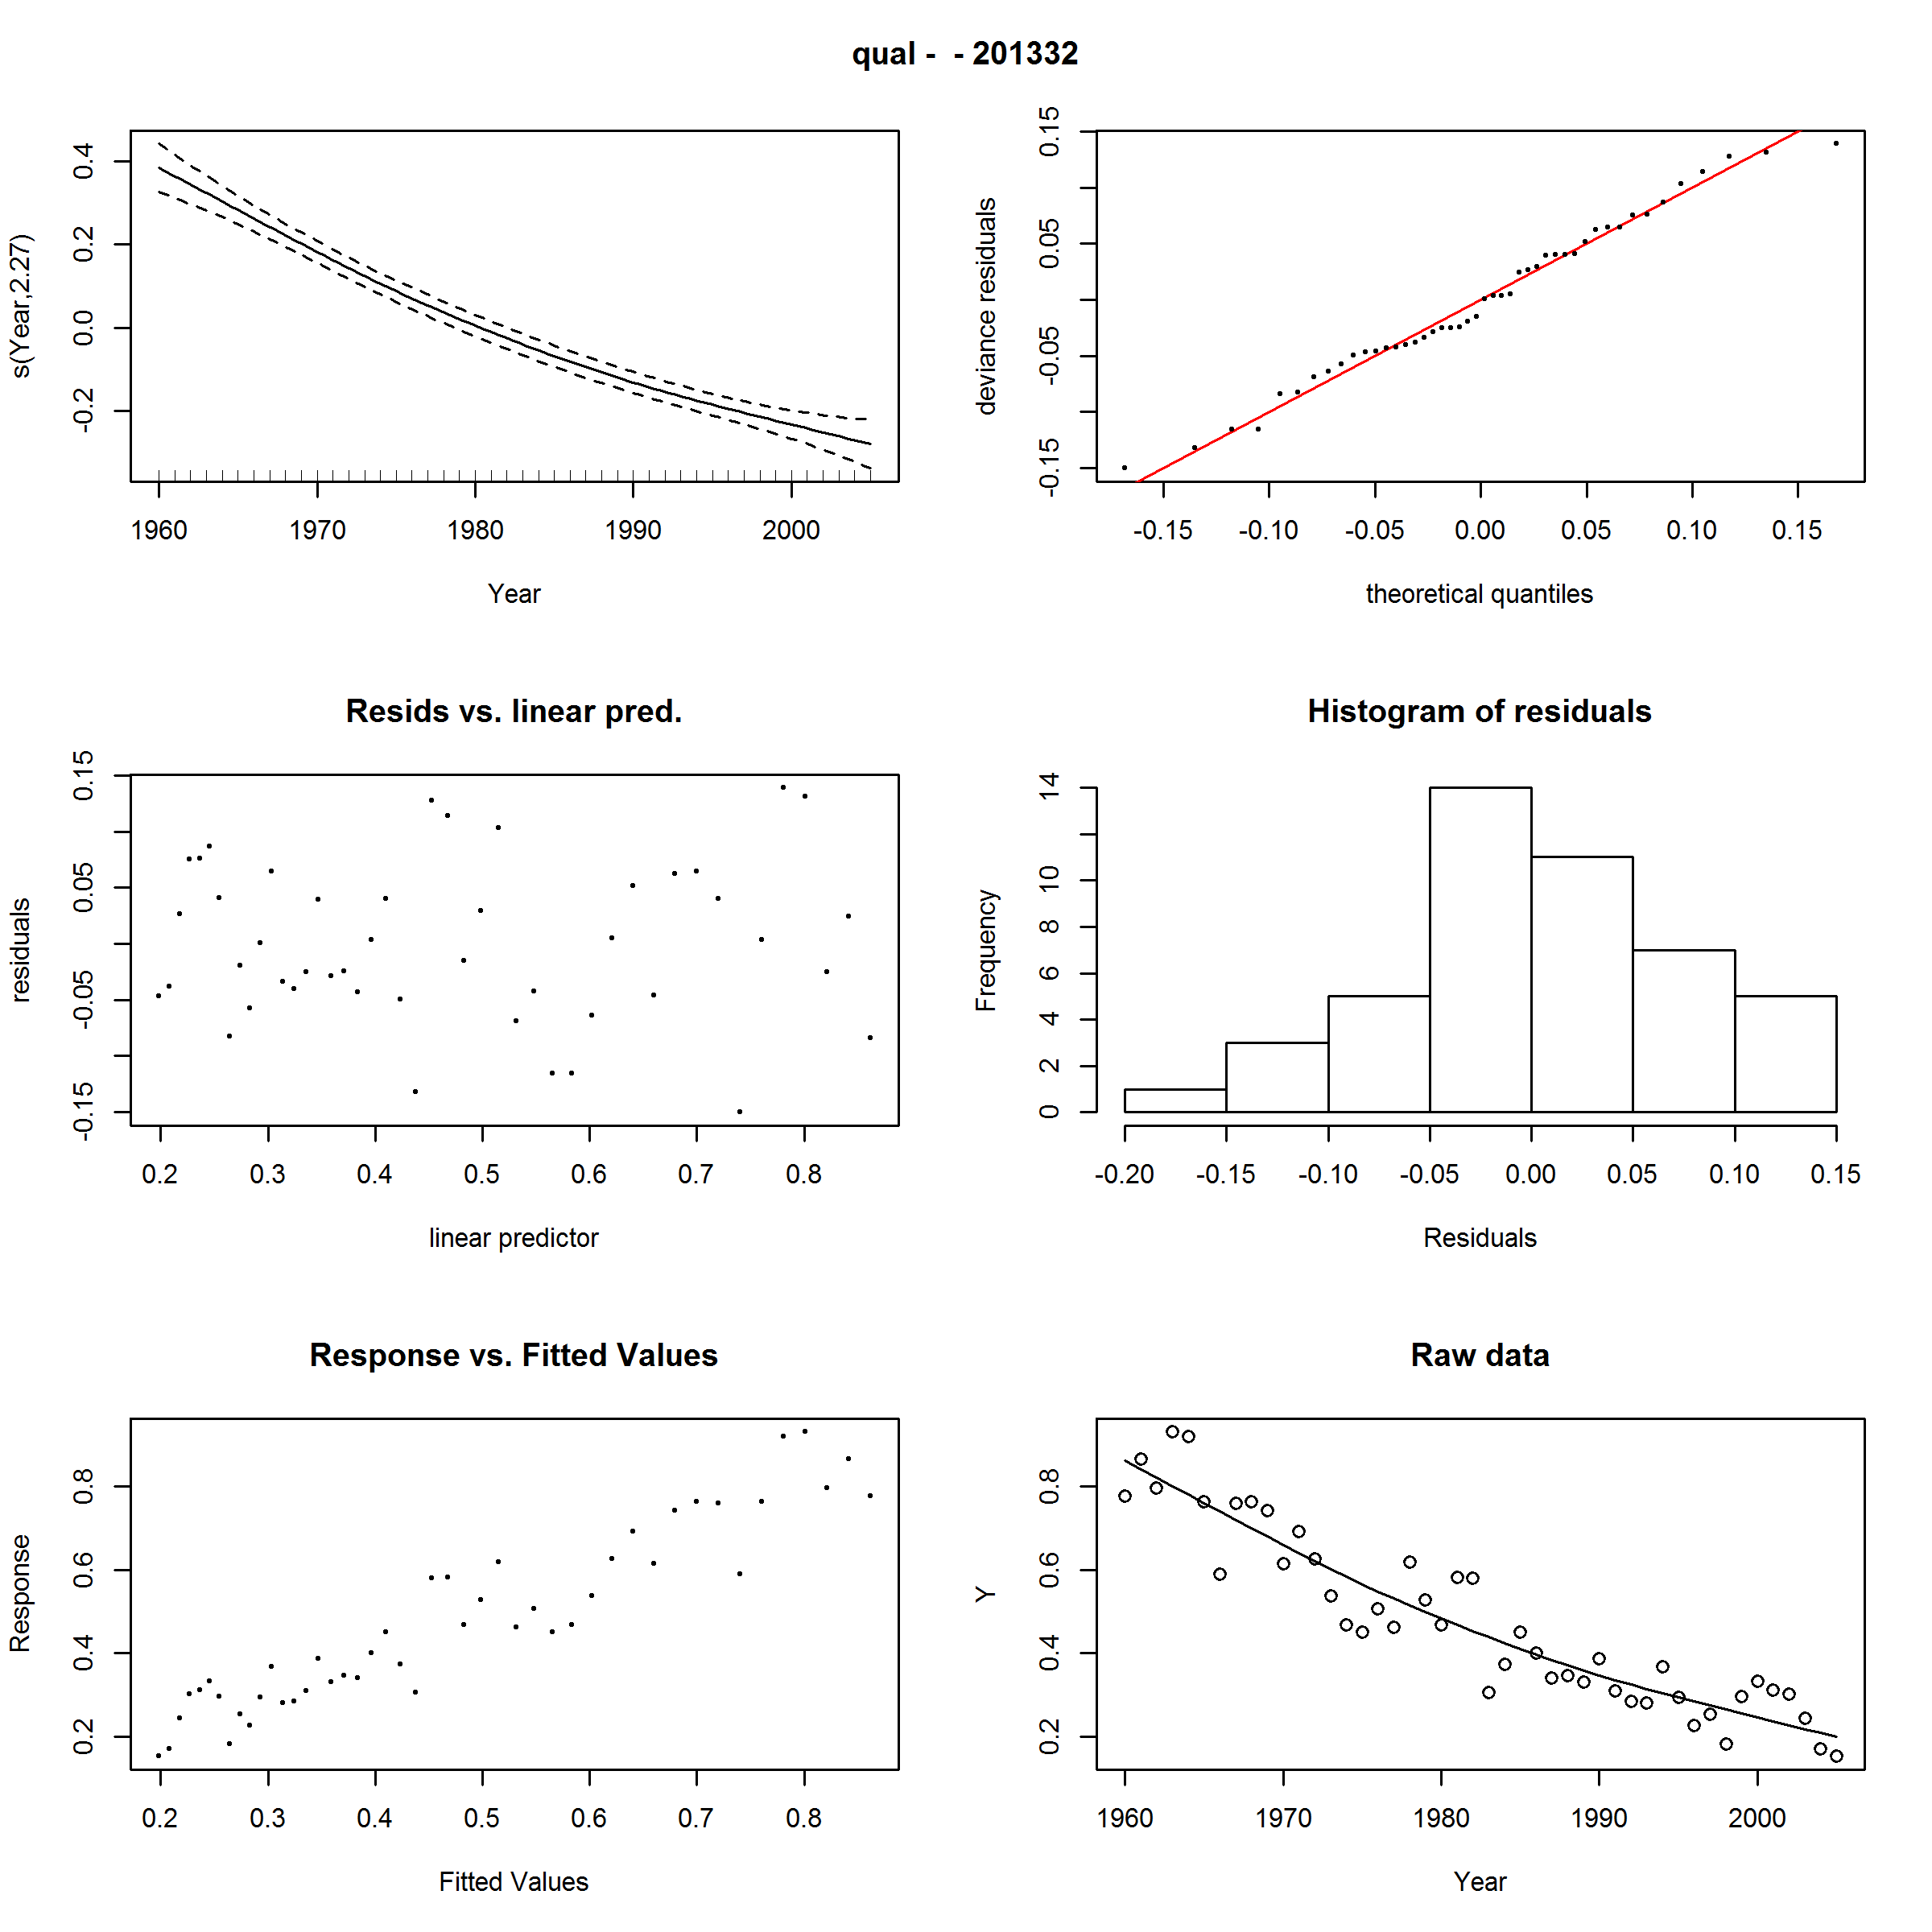 qual -  - 201332
s(Year,2.27)
0.4
0.2
0.0
-0.2
1960 1970 1980 1990 2000
Year
deviance residuals
0.15
0.05
-0.05
-0.15
-0.15 -0.10 -0.05 0.00 0.05 0.10 0.15
theoretical quantiles
Resids vs. linear pred.
residuals
0.15
0.05
-0.05
-0.15
0.2 0.3 0.4 0.5 0.6 0.7 0.8
linear predictor
Histogram of residuals
Frequency
14
10
8
6
4
2
0
-0.20 -0.15 -0.10 -0.05 0.00 0.05 0.10 0.15
Residuals
Response vs. Fitted Values
Response
0.8
0.6
0.4
0.2
0.2 0.3 0.4 0.5 0.6 0.7 0.8
Fitted Values
Raw data
Y
0.8
0.6
0.4
0.2
1960 1970 1980 1990 2000
Year